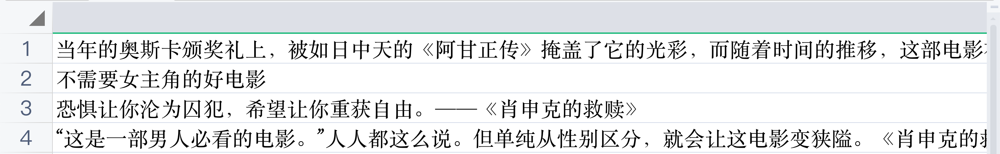 1 当年的奥斯卡颁奖礼上，被如日中天的《阿甘正传》掩盖了它的光彩，而随着时间的推移，这部电影
2 不需要女主角的好电影
3 恐惧让你沦为囚犯，希望让你重获自由。——《肖申克的救赎》
4 “这是一部男人必看的电影。”人人都这么说。但单纯从性别区分，就会让这电影变狭隘。《肖申克的